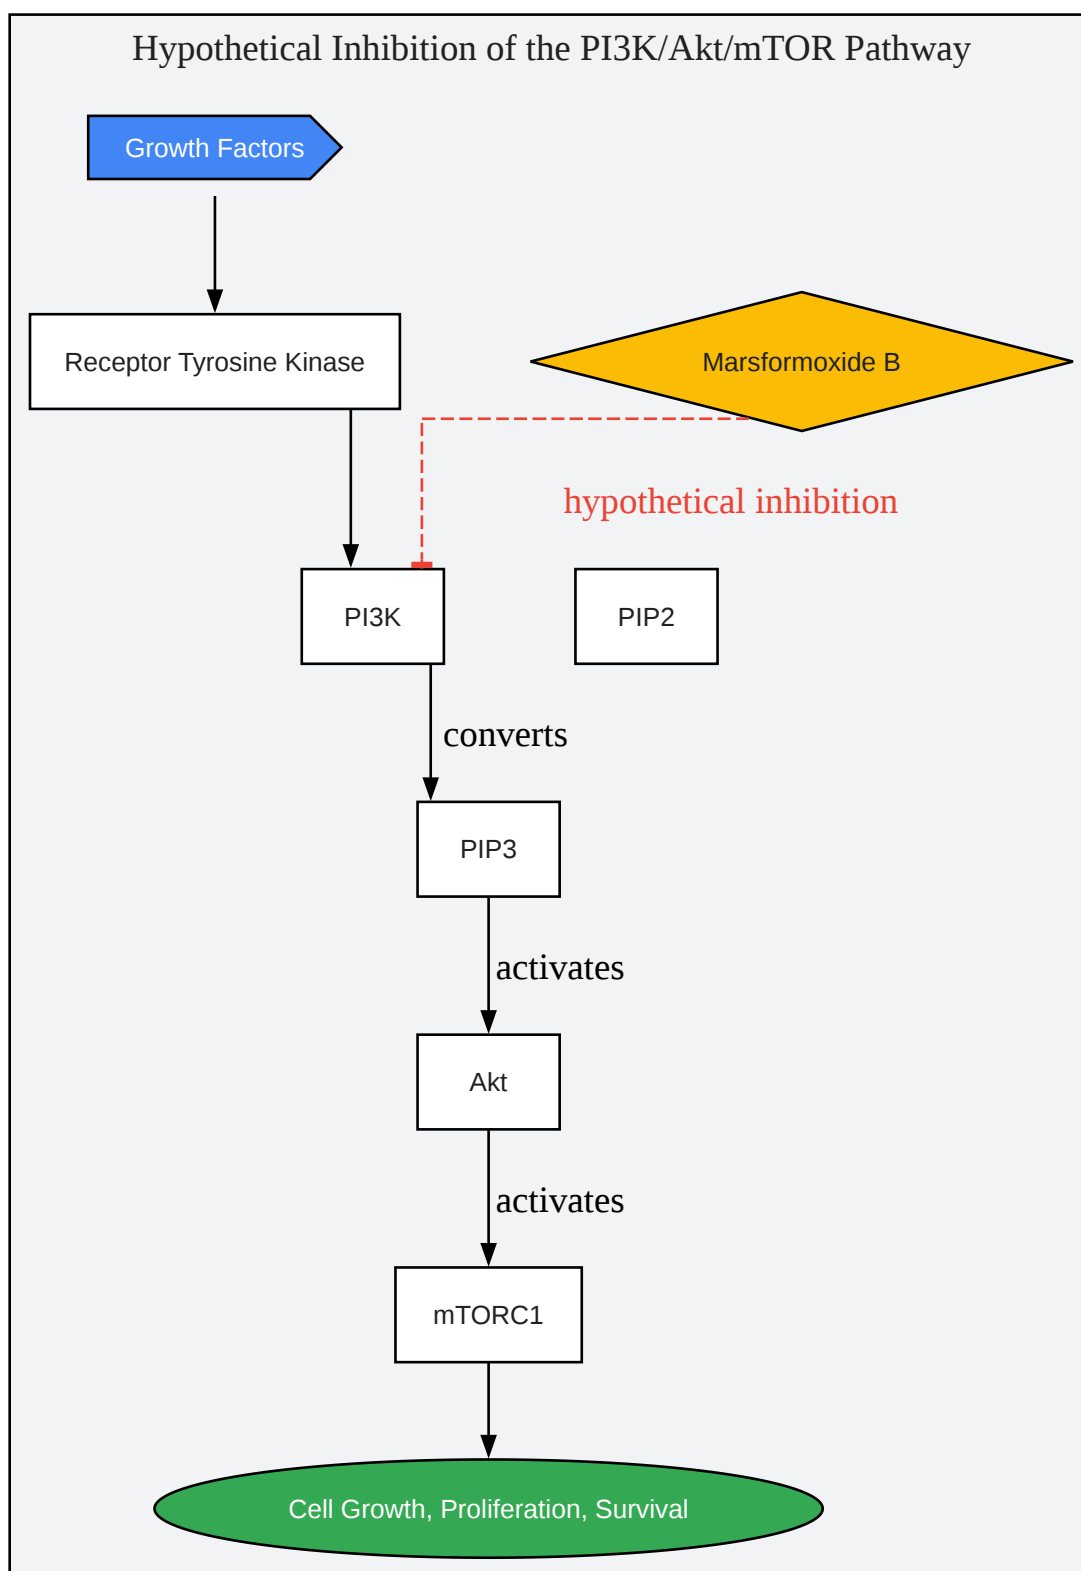 Hypothetical Inhibition of the PI3K/Akt/mTOR Pathway
Growth Factors
Receptor Tyrosine Kinase
Marsformoxide B
hypothetical inhibition
PI3K
PIP2
converts
PIP3
activates
Akt
activates
mTORC1
Cell Growth, Proliferation, Survival